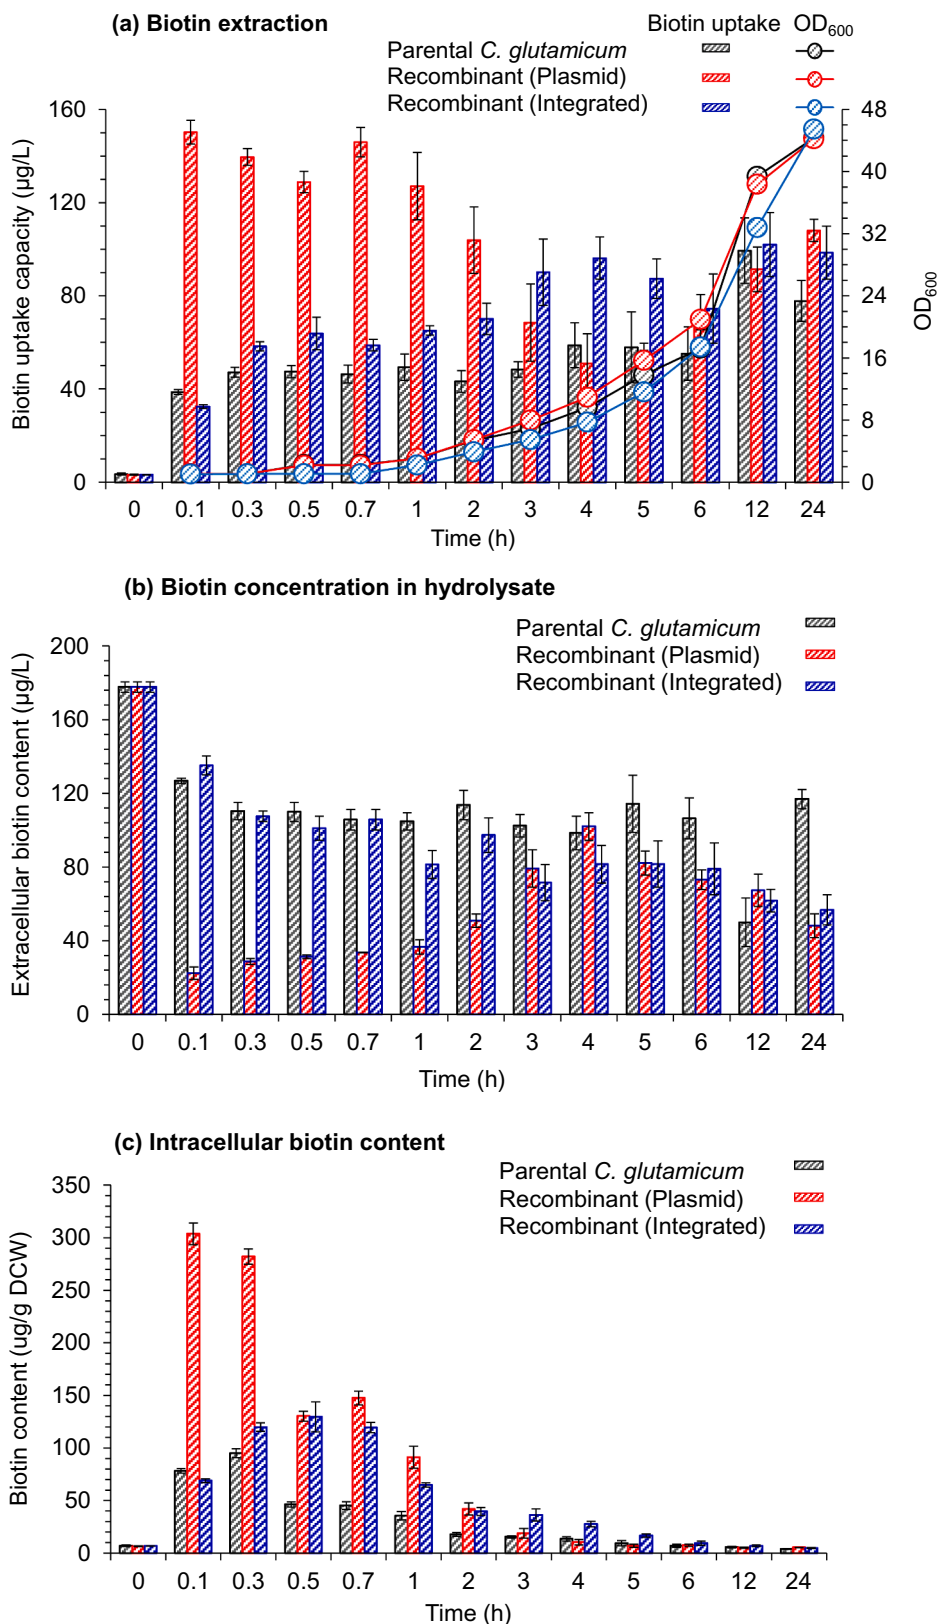 (a) Biotin extraction
Biotin uptake OD600
Parental C. glutamicum
Recombinant (Plasmid)
Recombinant (Integrated)
Biotin uptake capacity (μg/L)
160
120
80
40
0
48
40
32
24
16
8
0
OD600
0 0.1 0.3 0.5 0.7 1 2 3 4 5 6 12 24
Time (h)
(b) Biotin concentration in hydrolysate
Parental C. glutamicum
Recombinant (Plasmid)
Recombinant (Integrated)
Extracellular biotin content (μg/L)
200
160
120
80
40
0
0 0.1 0.3 0.5 0.7 1 2 3 4 5 6 12 24
Time (h)
(c) Intracellular biotin content
Parental C. glutamicum
Recombinant (Plasmid)
Recombinant (Integrated)
Biotin content (ug/g DCW)
350
300
250
200
150
100
50
0
0 0.1 0.3 0.5 0.7 1 2 3 4 5 6 12 24
Time (h)